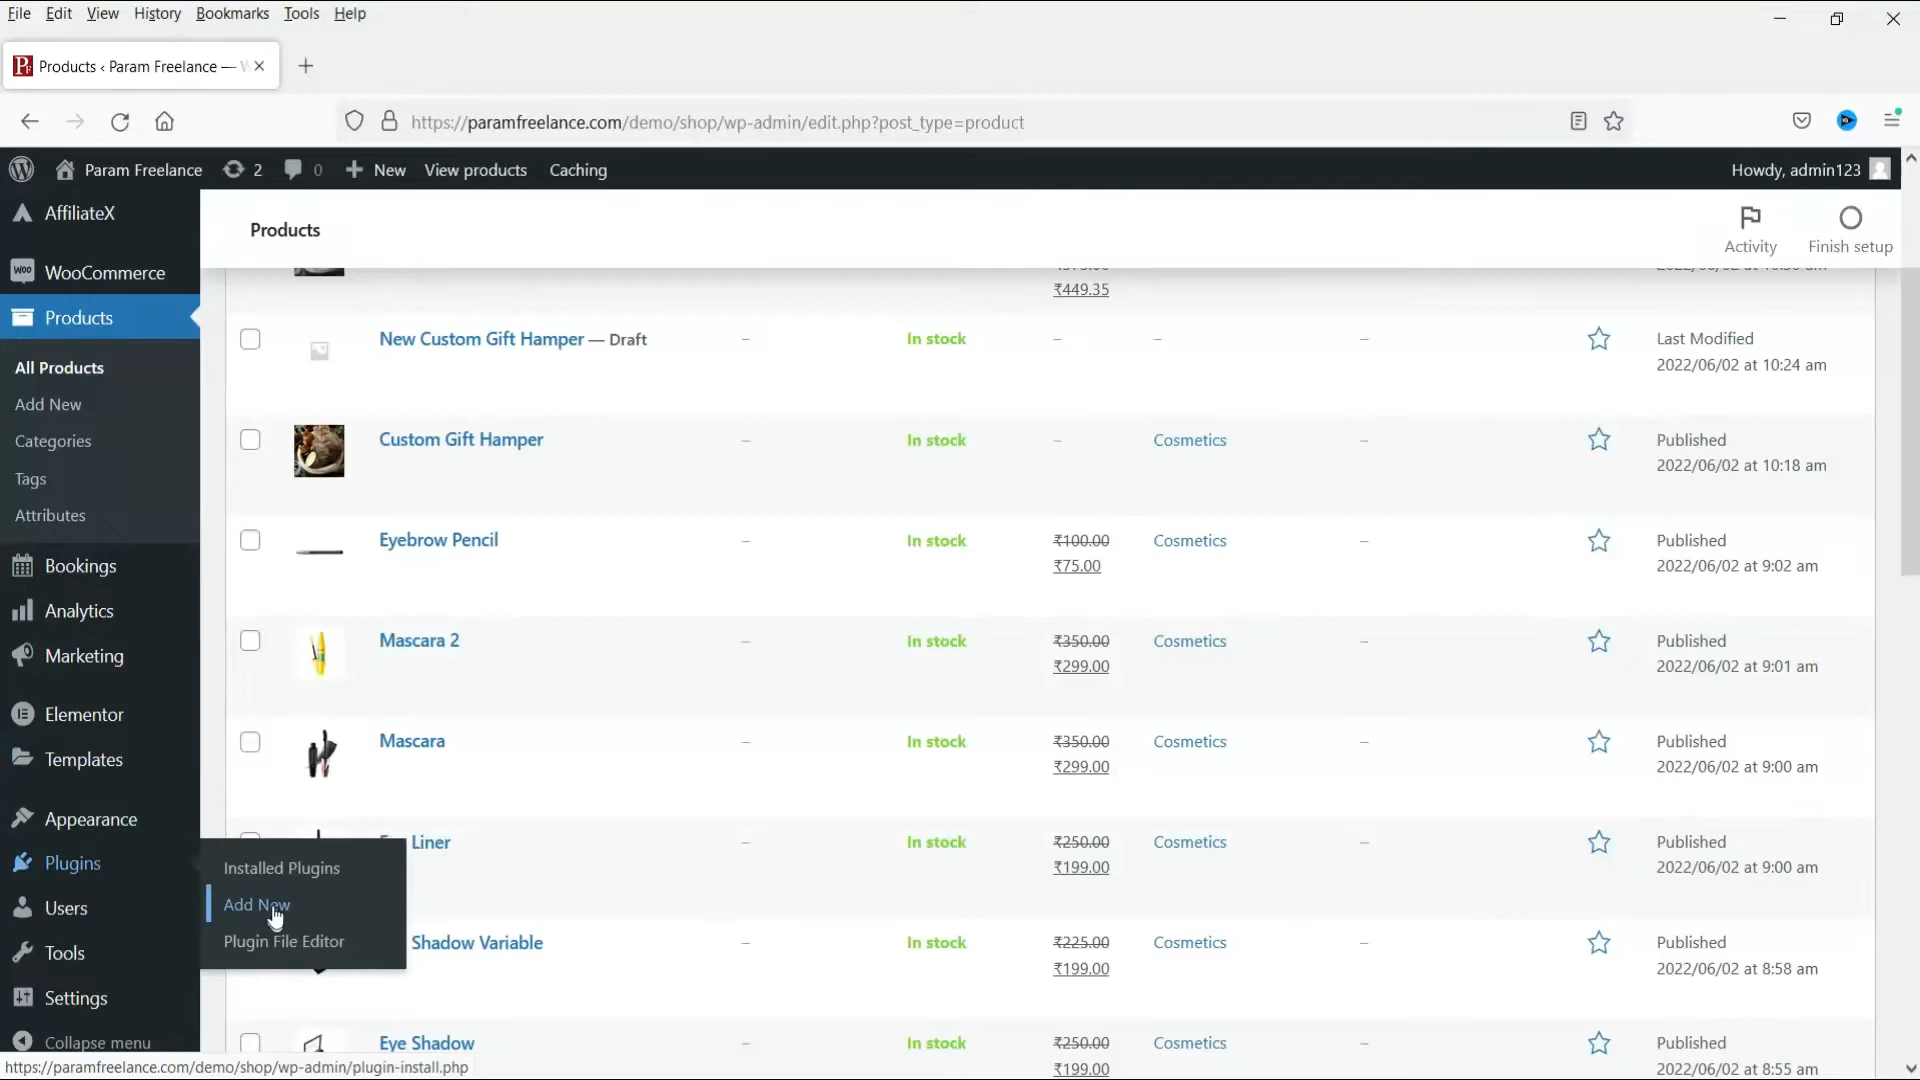 File Edit View History Bookmarks Tools Help
Products ‹ Param Freelance —
https://paramfreelance.com/demo/shop/wp-admin/edit.php?post_type=product
Param Freelance 2 0 New View products Caching Howdy, admin123
AffiliateX
WooCommerce
Products
All Products
Add New
Categories
Tags
Attributes
Bookings
Analytics
Marketing
Elementor
Templates
Appearance
Plugins
Users
Tools
Settings
Collapse menu
Installed Plugins
Add New
Plugin File Editor
Products
Activity
Finish setup
₹449.35
New Custom Gift Hamper — Draft – In stock – – – Last Modified
2022/06/02 at 10:24 am
Custom Gift Hamper – In stock – Cosmetics – Published
2022/06/02 at 10:18 am
Eyebrow Pencil – In stock ₹100.00 Cosmetics – Published
₹75.00 2022/06/02 at 9:02 am
Mascara 2 – In stock ₹350.00 Cosmetics – Published
₹299.00 2022/06/02 at 9:01 am
Mascara – In stock ₹350.00 Cosmetics – Published
₹299.00 2022/06/02 at 9:00 am
Liner – In stock ₹250.00 Cosmetics – Published
₹199.00 2022/06/02 at 9:00 am
Shadow Variable – In stock ₹225.00 Cosmetics – Published
₹199.00 2022/06/02 at 8:58 am
Eye Shadow – In stock ₹250.00 Cosmetics – Published
₹199.00 2022/06/02 at 8:55 am
https://paramfreelance.com/demo/shop/wp-admin/plugin-install.php